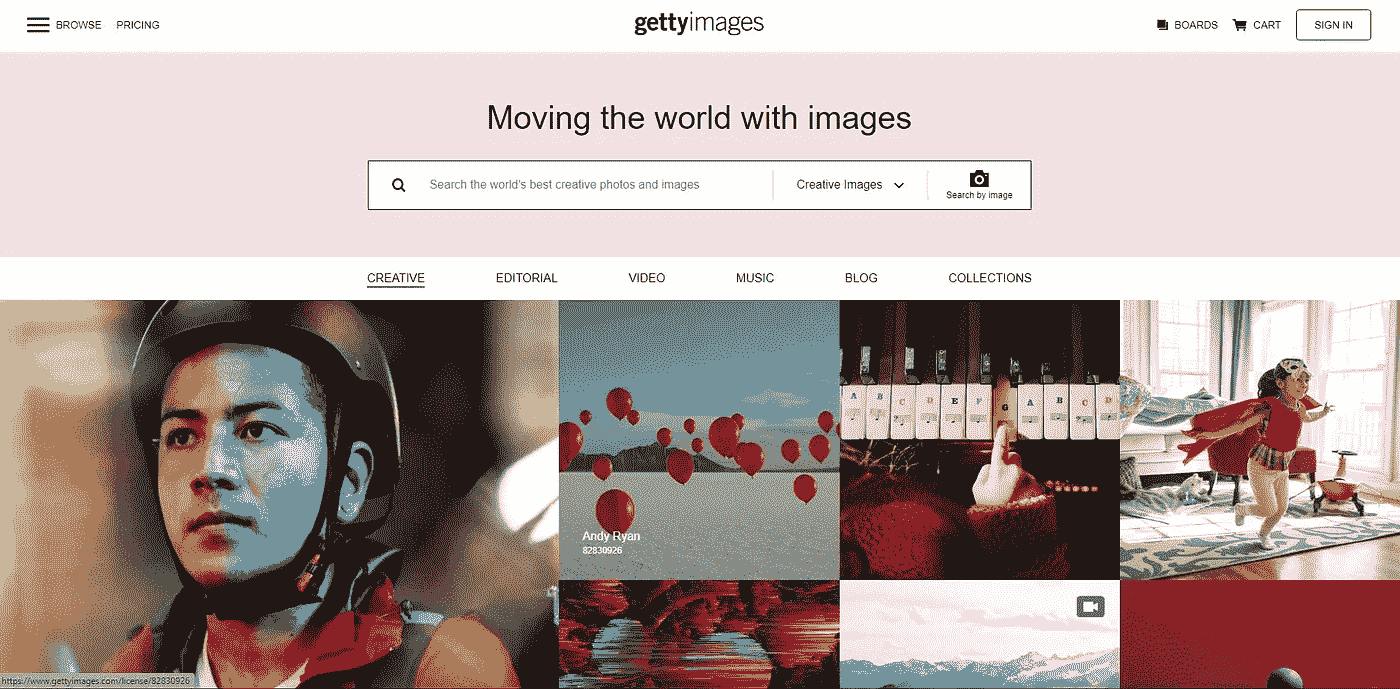 BROWSE PRICING
gettyimages
BOARDS CART SIGN IN
Moving the world with images
Search the world's best creative photos and images
Creative Images
Search by image
CREATIVE EDITORIAL VIDEO MUSIC BLOG COLLECTIONS
A B C D E F G A B C D
Andy Ryan
82830926
https://www.gettyimages.com/license/82830926